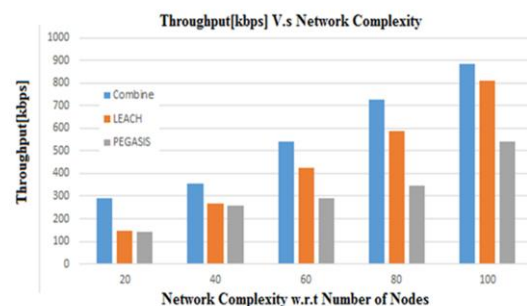 Throughput[kbps] V.s Network Complexity
Throughput[kbps]
1000
900
800
700
600
500
400
300
200
100
0
Combine
LEACH
PEGASIS
20 40 60 80 100
Network Complexity w.r.t Number of Nodes